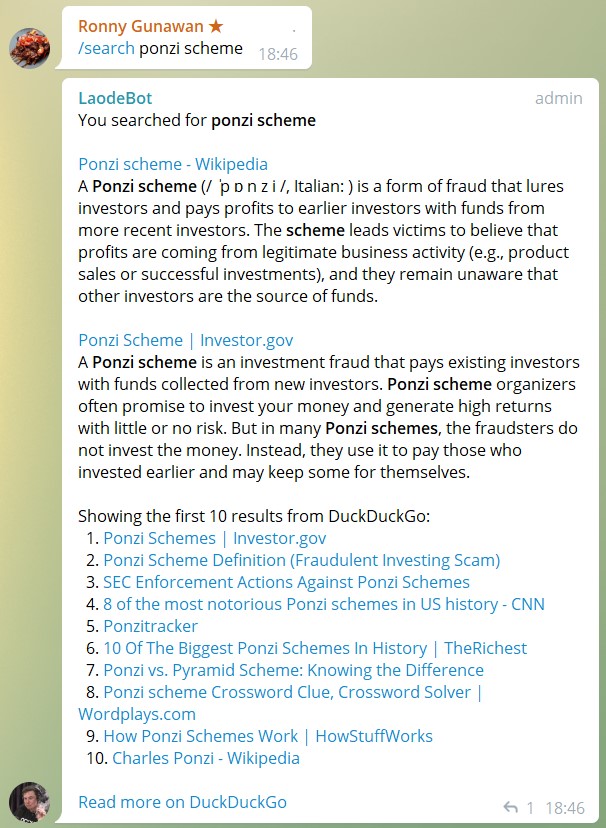 Ronny Gunawan ★ .
/search ponzi scheme 18:46
LaodeBot admin
You searched for ponzi scheme
Ponzi scheme - Wikipedia
A Ponzi scheme (/ ˈp ɒ n z i /, Italian: ) is a form of fraud that lures
investors and pays profits to earlier investors with funds from
more recent investors. The scheme leads victims to believe that
profits are coming from legitimate business activity (e.g., product
sales or successful investments), and they remain unaware that
other investors are the source of funds.
Ponzi Scheme | Investor.gov
A Ponzi scheme is an investment fraud that pays existing investors
with funds collected from new investors. Ponzi scheme organizers
often promise to invest your money and generate high returns
with little or no risk. But in many Ponzi schemes, the fraudsters do
not invest the money. Instead, they use it to pay those who
invested earlier and may keep some for themselves.
Showing the first 10 results from DuckDuckGo:
1. Ponzi Schemes | Investor.gov
2. Ponzi Scheme Definition (Fraudulent Investing Scam)
3. SEC Enforcement Actions Against Ponzi Schemes
4. 8 of the most notorious Ponzi schemes in US history - CNN
5. Ponzitracker
6. 10 Of The Biggest Ponzi Schemes In History | TheRichest
7. Ponzi vs. Pyramid Scheme: Knowing the Difference
8. Ponzi scheme Crossword Clue, Crossword Solver |
Wordplays.com
9. How Ponzi Schemes Work | HowStuffWorks
10. Charles Ponzi - Wikipedia
Read more on DuckDuckGo 1 18:46